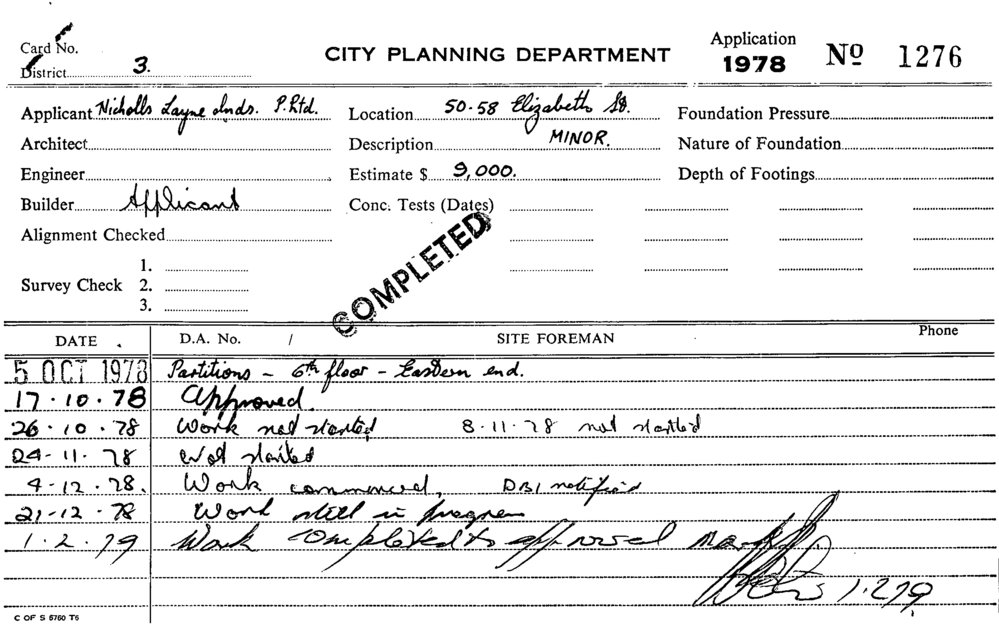 Card No.
District 3.
CITY PLANNING DEPARTMENT
Application
1978
Nº 1276
Applicant Nicholls Layne Inds. P. Ltd.
Location 50-58 Elizabeth St.
Foundation Pressure
Architect
Description MINOR.
Nature of Foundation
Engineer
Estimate $ 9,000.
Depth of Footings
Builder Applicant
Conc. Tests (Dates)
Alignment Checked
COMPLETED
Survey Check
1.
2.
3.
DATE D.A. No. / SITE FOREMAN Phone
5 OCT 1978 Partitions - 6th floor - Eastern end.
17.10.78 Approved.
26.10.78 Work not started 8-11-78 not started
24-11-78 Not started
4-12.78. Work commenced, DBI notified
21-12.78 Work still in progress
1.2.79 Work completed to approval
1.2.79
C OF S 5760 T6